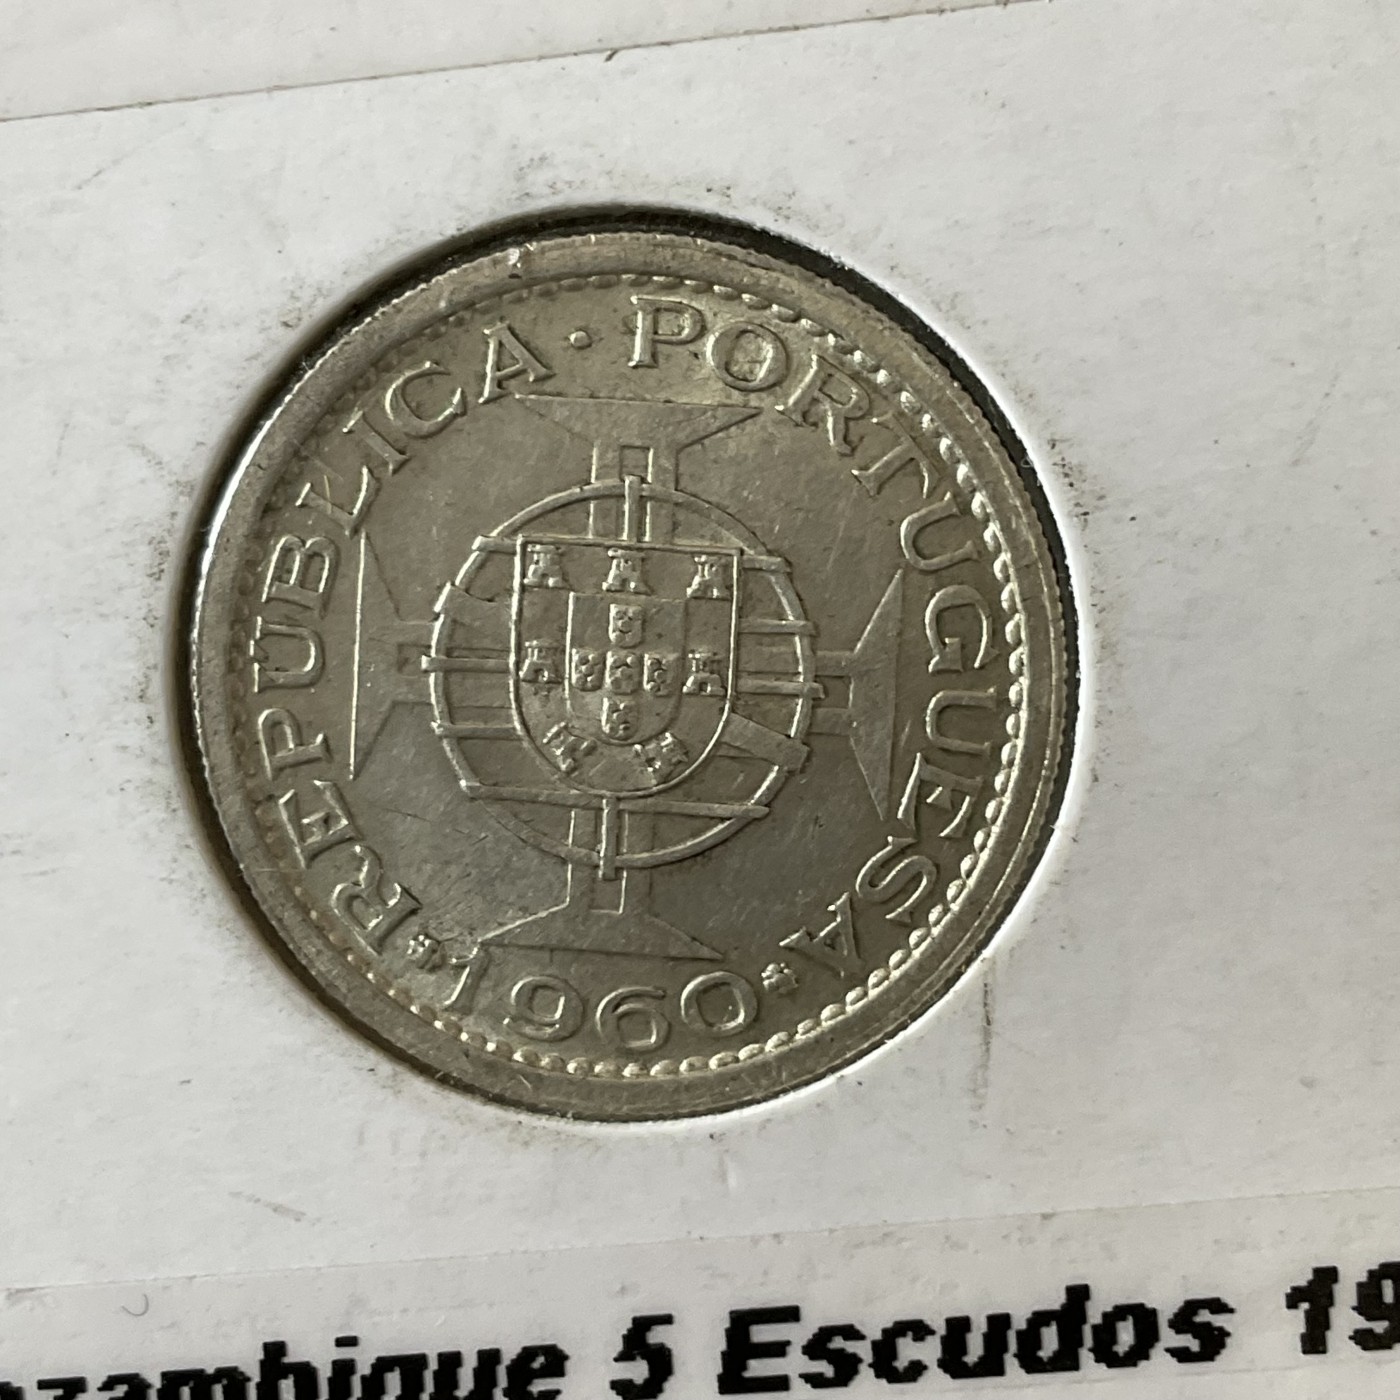 REPUBLICA · PORTUGUESA
1960
5 Escudos